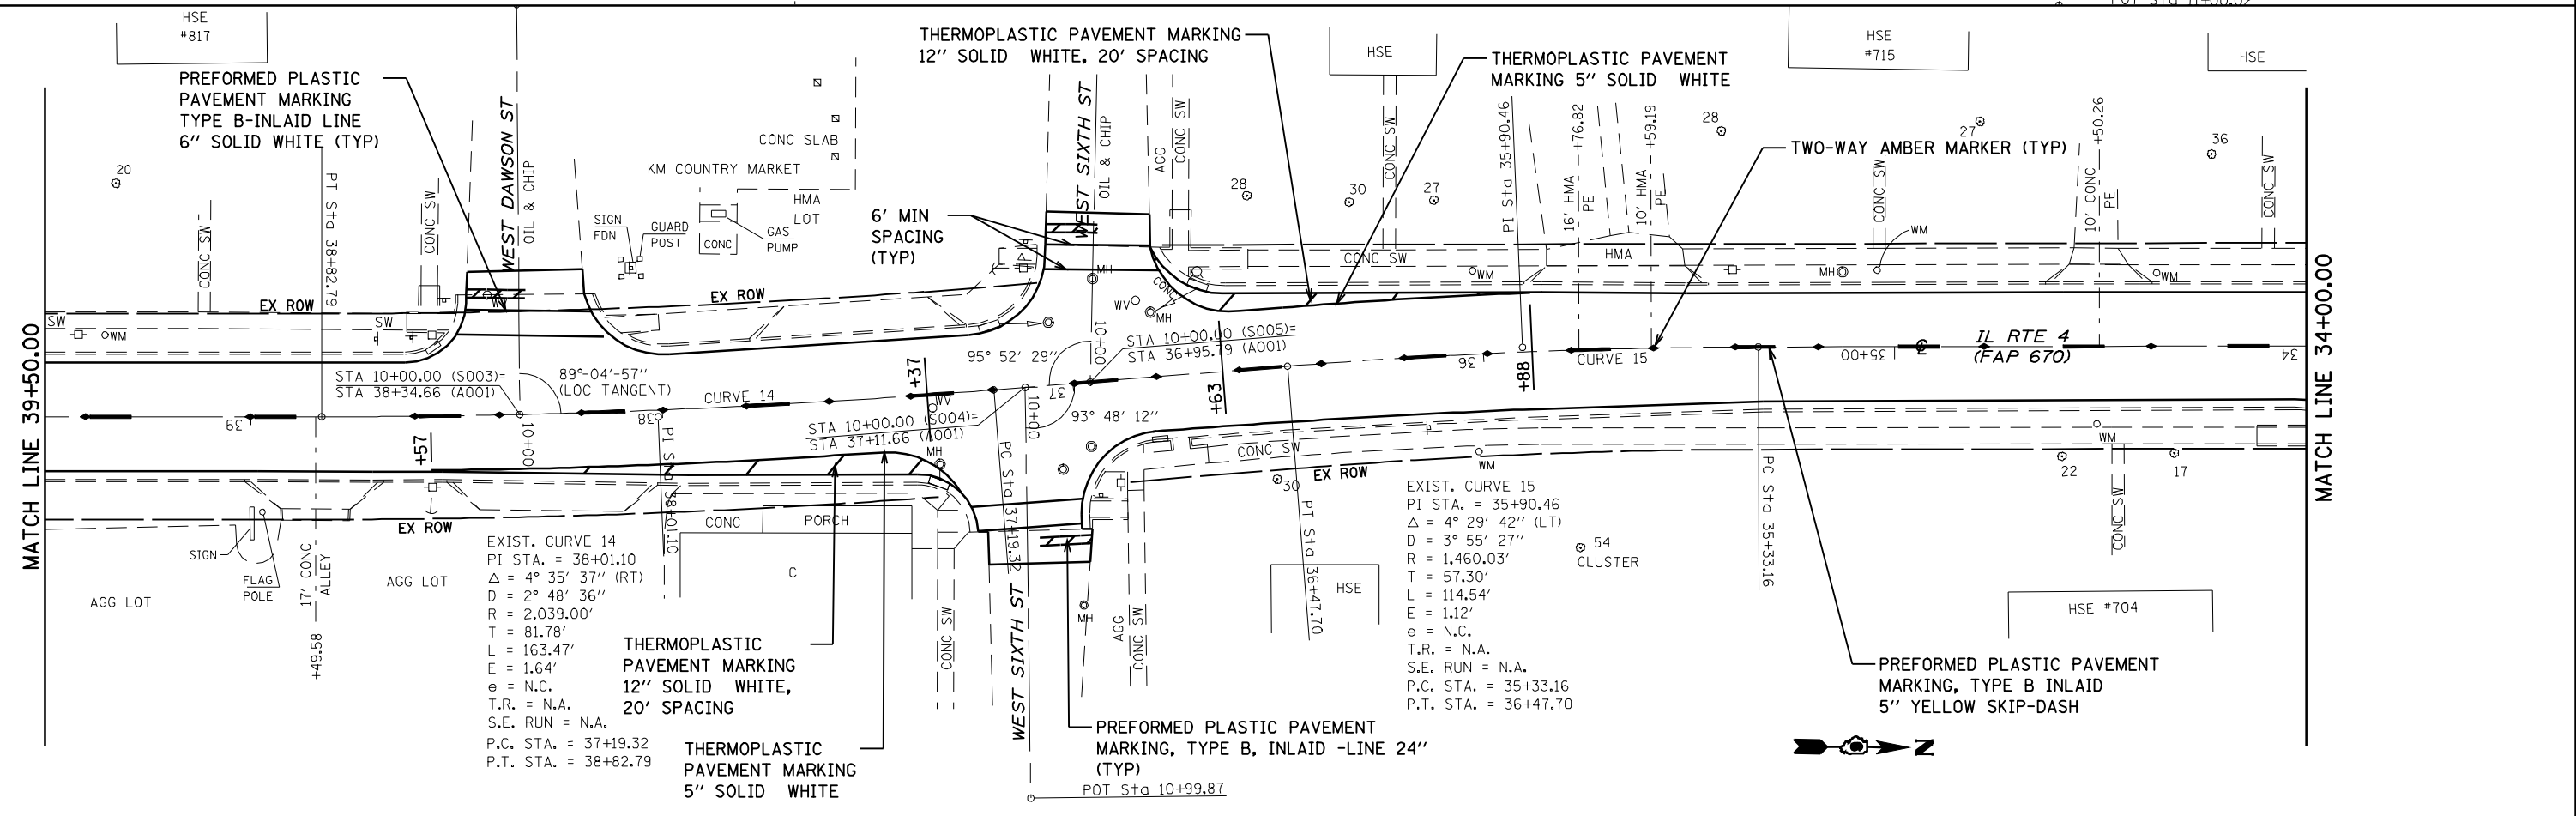 HSE
#817
PREFORMED PLASTIC
PAVEMENT MARKING
TYPE B-INLAID LINE
6" SOLID WHITE (TYP)
WEST DAWSON ST
OIL & CHIP
THERMOPLASTIC PAVEMENT MARKING
12" SOLID WHITE, 20' SPACING
HSE
THERMOPLASTIC PAVEMENT
MARKING 5" SOLID WHITE
HSE
#715
HSE
CONC SLAB
KM COUNTRY MARKET
HMA
LOT
SIGN
FDN
GUARD
POST
CONC
GAS
PUMP
6' MIN
SPACING
(TYP)
WEST SIXTH ST
OIL & CHIP
AGG
CONC SW
CONC SW
PI Sta 35+90.46
16' HMA
PE
+76.82
10' HMA
PE
+59.19
TWO-WAY AMBER MARKER (TYP)
10' CONC
PE
+50.26
CONC SW
CONC SW
20
28
30
27
28
27
36
PT Sta 38+82.79
CONC SW
CONC SW
EX ROW
EX ROW
SW
SW
WM
CONC SW
HMA
WM
WM
MH
WM
MH
WV
MH
MATCH LINE 39+50.00
MATCH LINE 34+00.00
STA 10+00.00 (S003)=
STA 38+34.66 (A001)
89°-04'-57"
(LOC TANGENT)
CURVE 14
+37
95° 52' 29"
10+00
STA 10+00.00 (S005)=
STA 36+95.79 (A001)
+63
+88
CURVE 15
IL RTE 4
(FAP 670)
39
38
37
36
35+00
34
+57
10+00
STA 10+00.00 (S004)=
STA 37+11.66 (A001)
WV
MH
10+00
93° 48' 12"
PI Sta 38+01.10
PC Sta 37+19.32
PT Sta 36+47.70
PC Sta 35+33.16
EX ROW
SIGN
FLAG
POLE
17' CONC
ALLEY
+49.58
AGG LOT
AGG LOT
CONC
PORCH
C
CONC SW
WEST SIXTH ST
MH
AGG
CONC SW
CONC SW
EX ROW
30
WM
HSE
54
CLUSTER
WM
22
17
CONC SW
HSE #704
EXIST. CURVE 14
PI STA. = 38+01.10
Δ = 4° 35' 37" (RT)
D = 2° 48' 36"
R = 2,039.00'
T = 81.78'
L = 163.47'
E = 1.64'
e = N.C.
T.R. = N.A.
S.E. RUN = N.A.
P.C. STA. = 37+19.32
P.T. STA. = 38+82.79
THERMOPLASTIC
PAVEMENT MARKING
12" SOLID WHITE,
20' SPACING
THERMOPLASTIC
PAVEMENT MARKING
5" SOLID WHITE
EXIST. CURVE 15
PI STA. = 35+90.46
Δ = 4° 29' 42" (LT)
D = 3° 55' 27"
R = 1,460.03'
T = 57.30'
L = 114.54'
E = 1.12'
e = N.C.
T.R. = N.A.
S.E. RUN = N.A.
P.C. STA. = 35+33.16
P.T. STA. = 36+47.70
PREFORMED PLASTIC PAVEMENT
MARKING, TYPE B, INLAID -LINE 24"
(TYP)
POT Sta 10+99.87
PREFORMED PLASTIC PAVEMENT
MARKING, TYPE B INLAID
5" YELLOW SKIP-DASH
N